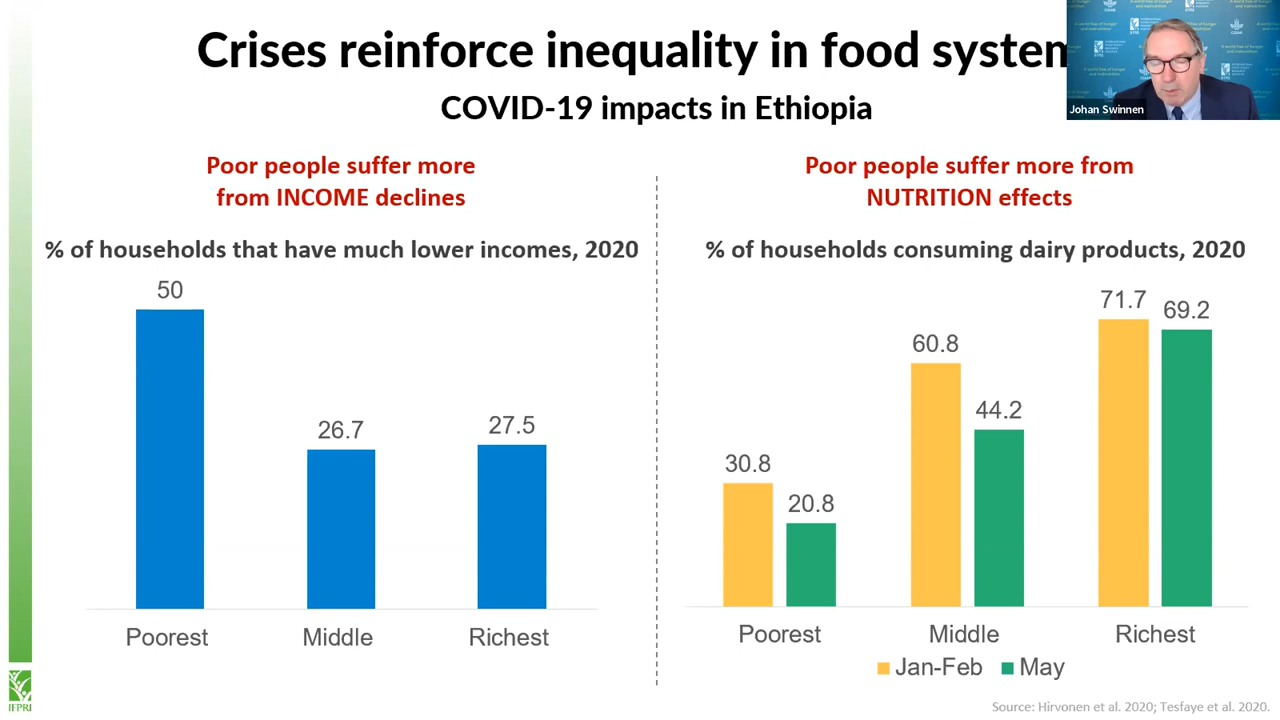 Crises reinforce inequality in food system
COVID-19 impacts in Ethiopia
Johan Swinnen
Poor people suffer more
from INCOME declines
% of households that have much lower incomes, 2020
50
26.7
27.5
Poorest
Middle
Richest
Poor people suffer more from
NUTRITION effects
% of households consuming dairy products, 2020
30.8
20.8
60.8
44.2
71.7
69.2
Poorest
Middle
Richest
Jan-Feb
May
IFPRI
Source: Hirvonen et al. 2020; Tesfaye et al. 2020.